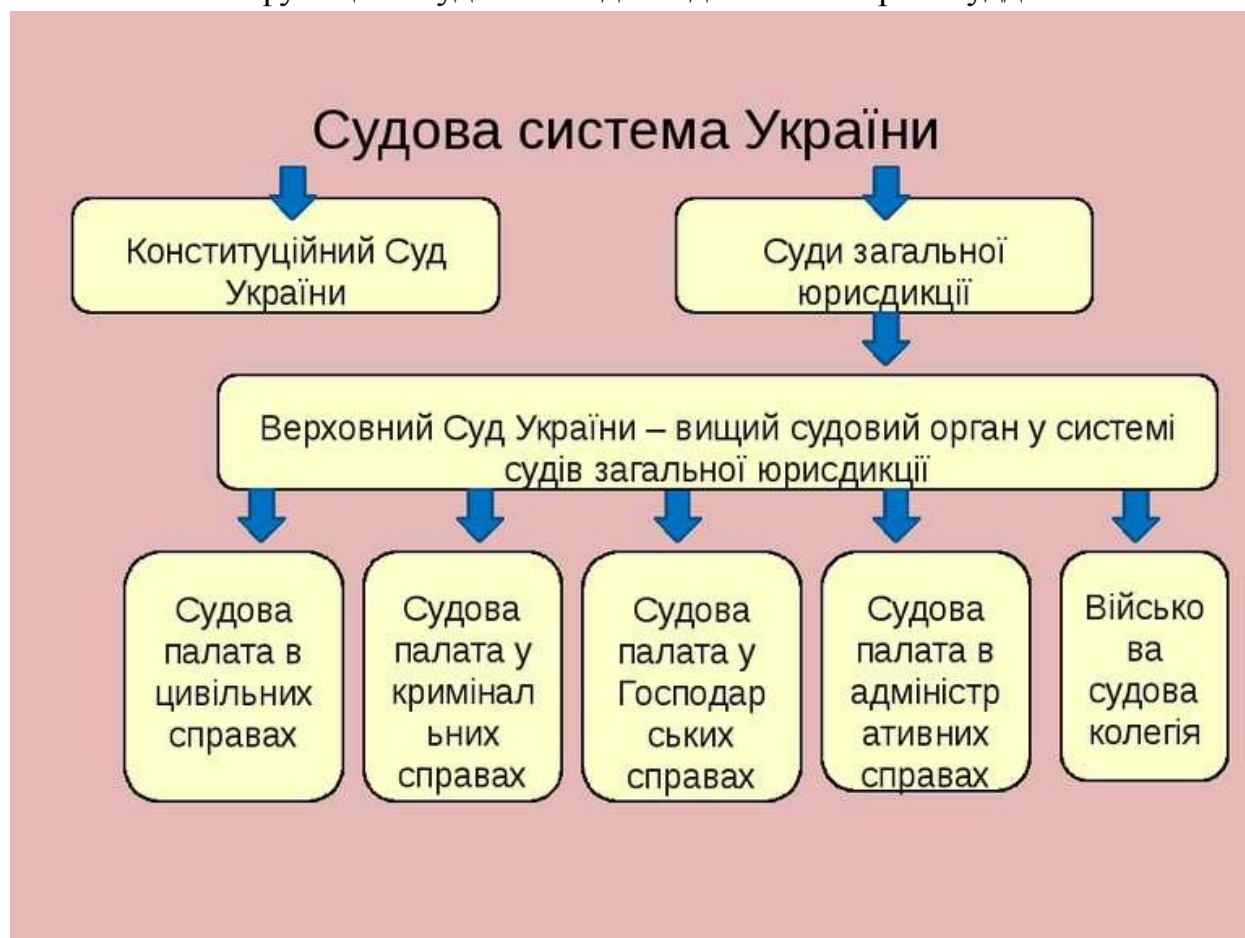 Судова система України
Конституційний Суд
України
Суди загальної
юрисдикції
Верховний Суд України – вищий судовий орган у системі
судів загальної юрисдикції
Судова
палата в
цивільних
справах
Судова
палата у
криміналь
ьних
справах
Судова
палата у
Господар
ських
справах
Судова
палата в
адміністр
ативних
справах
Військо
ва
судова
колегія